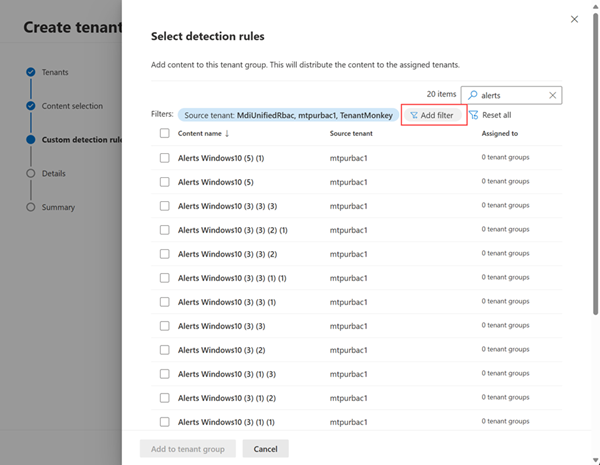 Create tenant
Tenants
Content selection
Custom detection rule
Details
Summary
Select detection rules
Add content to this tenant group. This will distribute the content to the assigned tenants.
20 items
alerts
Filters: Source tenant: MdiUnifiedRbac, mtpurbac1, TenantMonkey Add filter Reset all
Content name ↓ Source tenant Assigned to
Alerts Windows10 (5) (1) mtpurbac1 0 tenant groups
Alerts Windows10 (5) mtpurbac1 0 tenant groups
Alerts Windows10 (3) (3) (3) mtpurbac1 0 tenant groups
Alerts Windows10 (3) (3) (2) (1) mtpurbac1 0 tenant groups
Alerts Windows10 (3) (3) (2) mtpurbac1 0 tenant groups
Alerts Windows10 (3) (3) (1) (1) mtpurbac1 0 tenant groups
Alerts Windows10 (3) (3) (1) mtpurbac1 0 tenant groups
Alerts Windows10 (3) (3) mtpurbac1 0 tenant groups
Alerts Windows10 (3) (2) mtpurbac1 0 tenant groups
Alerts Windows10 (3) (1) (3) mtpurbac1 0 tenant groups
Alerts Windows10 (3) (1) (2) mtpurbac1 0 tenant groups
Alerts Windows10 (3) (1) (1) mtpurbac1 0 tenant groups
Add to tenant group Cancel